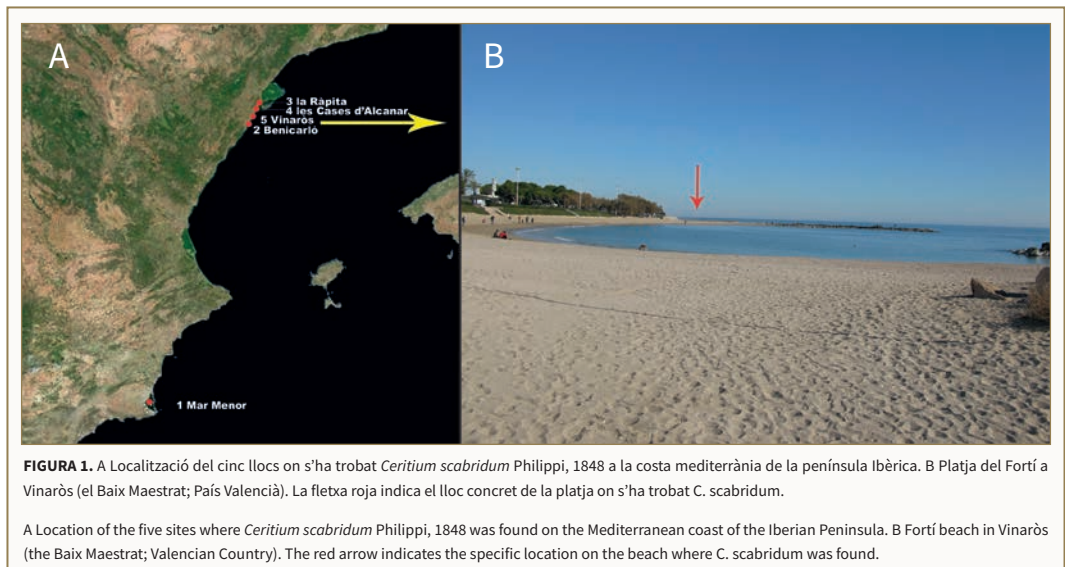 A
B
3 la Ràpita
4 les Cases d'Alcanar
5 Vinaròs
2 Benicarló
1 Mar Menor
FIGURA 1. A Localització del cinc llocs on s'ha trobat Ceritium scabridum Philippi, 1848 a la costa mediterrània de la península Ibèrica. B Platja del Fortí a
Vinaròs (el Baix Maestrat; País Valencià). La fletxa roja indica el lloc concret de la platja on s'ha trobat C. scabridum.
A Location of the five sites where Ceritium scabridum Philippi, 1848 was found on the Mediterranean coast of the Iberian Peninsula. B Fortí beach in Vinaròs
(the Baix Maestrat; Valencian Country). The red arrow indicates the specific location on the beach where C. scabridum was found.